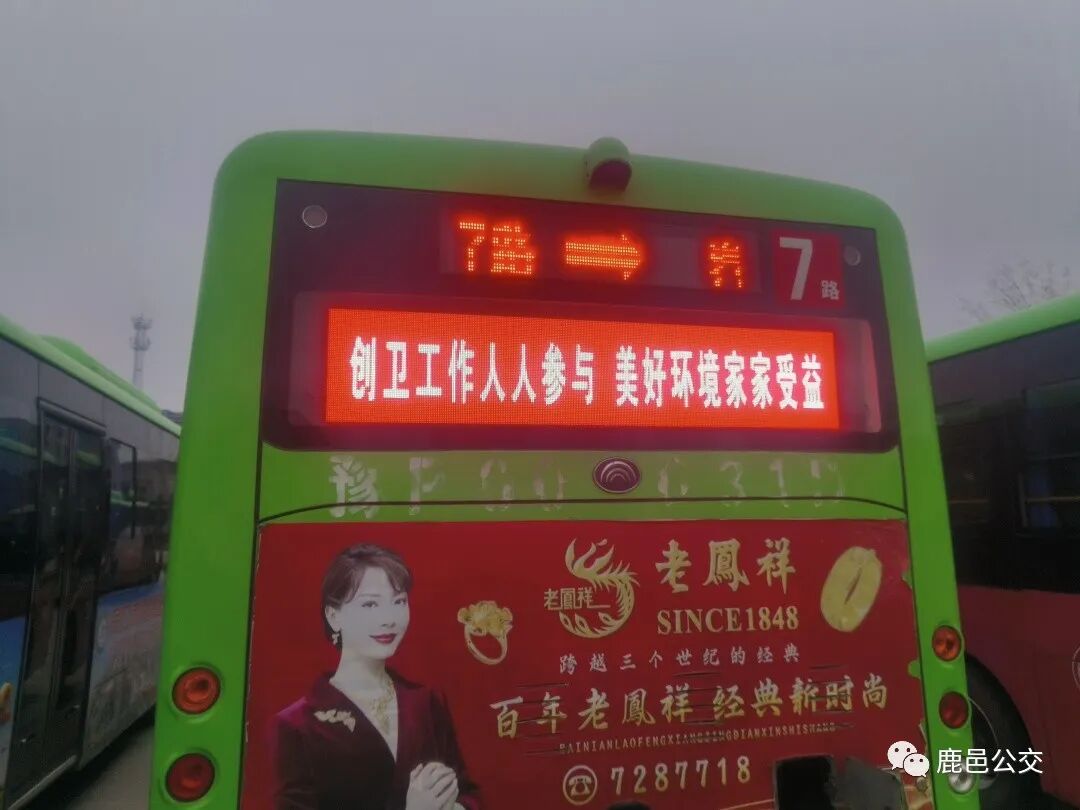 7路
7路
创卫工作人人参与 美好环境家家受益
老鳳祥
老鳳祥
SINCE1848
跨越三个世纪的经典
百年老鳳祥 经典新时尚
BAINIANLAOFENGXIANGJINGDIANXINSHISHANG
7287718
鹿邑公交